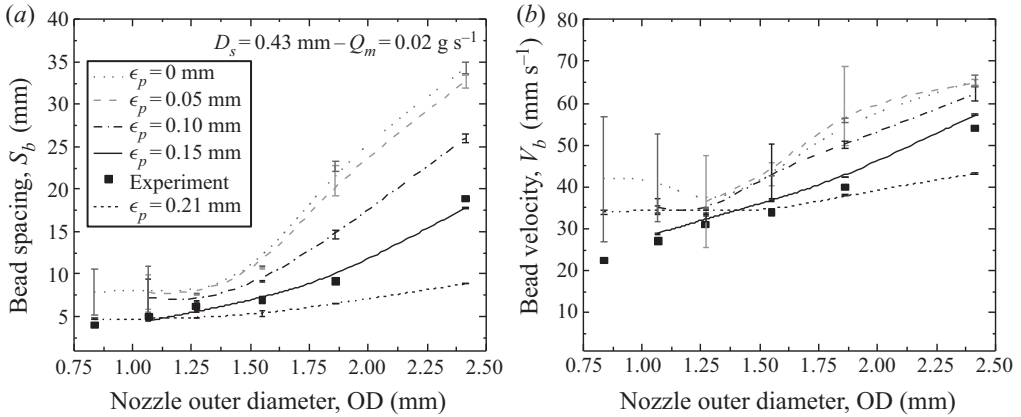 (a)
D_s = 0.43 mm – Q_m = 0.02 g s⁻¹
Bead spacing, S_b (mm)
40
35
30
25
20
15
10
5
0.75 1.00 1.25 1.50 1.75 2.00 2.25 2.50
Nozzle outer diameter, OD (mm)
ϵ_p = 0 mm
ϵ_p = 0.05 mm
ϵ_p = 0.10 mm
ϵ_p = 0.15 mm
Experiment
ϵ_p = 0.21 mm
(b)
Bead velocity, V_b (mm s⁻¹)
80
70
60
50
40
30
20
10
0
0.75 1.00 1.25 1.50 1.75 2.00 2.25 2.50
Nozzle outer diameter, OD (mm)